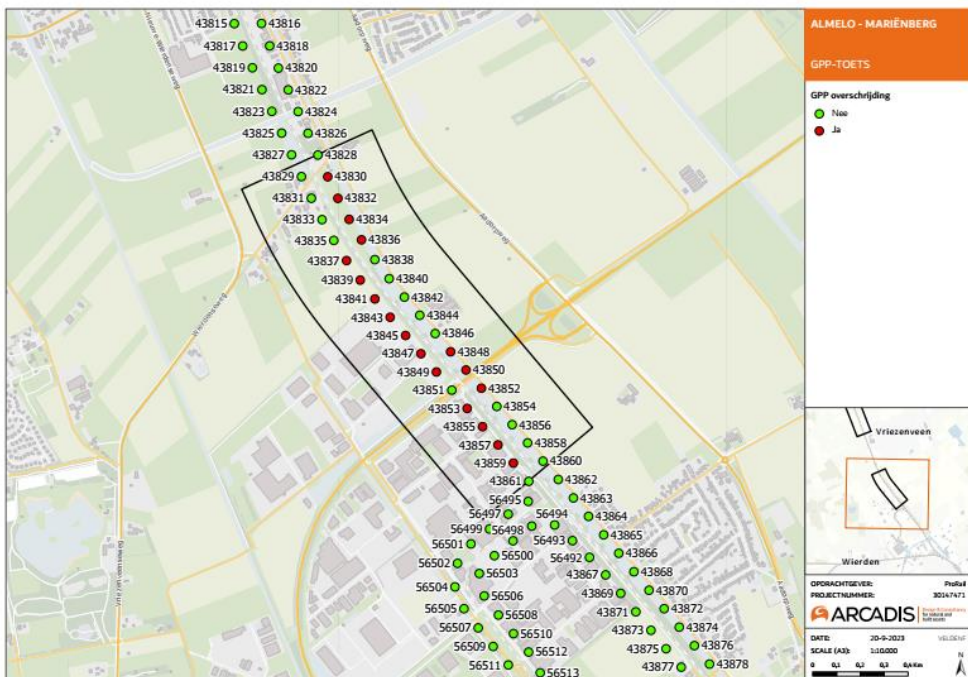 ALMELO - MARIËNBERG
GPP-TOETS
GPP overschrijding
Nee
Ja
43815 43816
43817 43818
43819 43820
43821 43822
43823 43824
43825 43826
43827 43828
43829 43830
43831 43832
43833 43834
43835 43836
43837 43838
43839 43840
43841 43842
43843 43844
43845 43846
43847 43848
43849 43850
43851 43852
43853 43854
43855 43856
43857 43858
43859 43860
43861 43862
56495 43863
56497 56494 43864
56499 56498 43865
56501 56493 43866
56502 56500 56492
56503 43867 43868
56504 56506 43869 43870
56505 56508 43871 43872
56507 56510 43873 43874
56509 56512 43875 43876
56511 56513 43877 43878
Aadorpweg
Vriezenveenseweg
Vriezenveen
Wierden
OPDRACHTGEVER: ProRail
PROJECTNUMMER: 30147471
ARCADIS
DATE: 20-9-2023 VELDENF
SCALE (A3): 1:10.000
0 0,1 0,2 0,3 0,4 Km
N